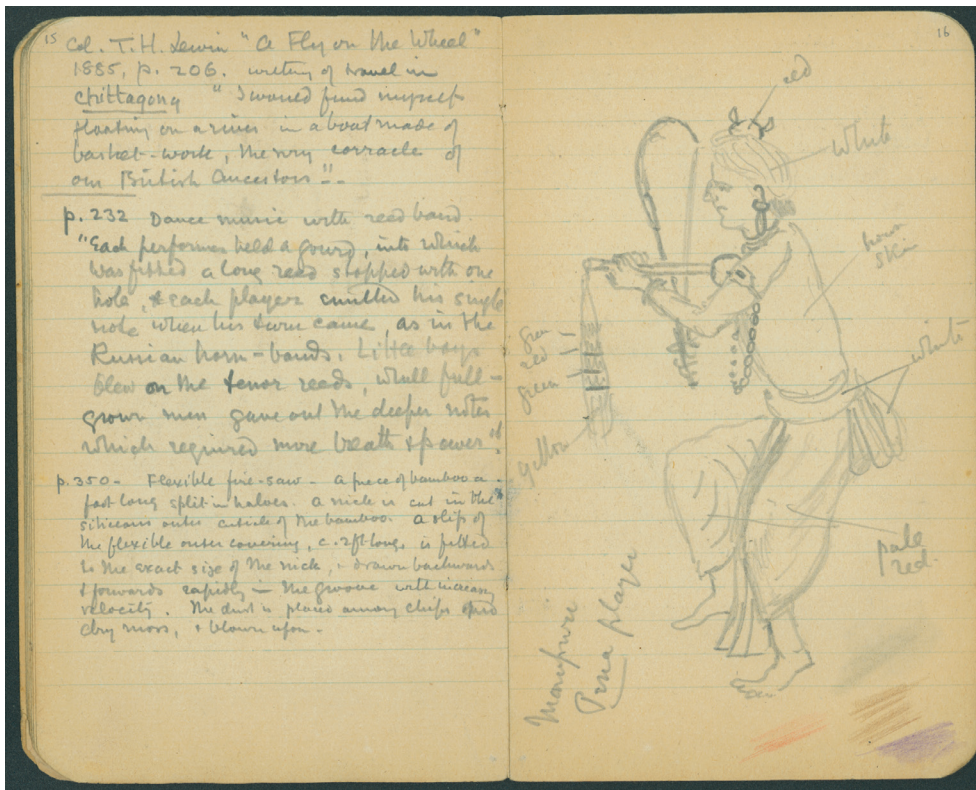 15
Col. T.H. Lewin "A Fly on the Wheel"
1885, p. 206. writing of travel in
Chittagong "I would find myself
floating on a river in a boat made of
basket-work, the very corracle of
our British Ancestors".
p. 232 Dance music with reed band.
"Each performer held a gourd, into which
was fitted a long reed stopped with one
hole, & each player emitted his single
note when his turn came, as in the
Russian horn-bands. Little boys
blew on the tenor reeds, whilst full-
grown men gave out the deeper notes
which required more breath & power".
p. 350 - Flexible fire-saw - A piece of bamboo a
foot long split in halves. A nick is cut in the
siliceous outer outside of the bamboo. A slip of
the flexible outer covering, c. 2ft long, is fitted
to the exact size of the nick, & drawn backwards
& forwards rapidly in the groove with increasing
velocity. The dust is placed among chips and
dry moss, & blown upon -
16
red
white
brown
skin
white
green
red
green
yellow
pale
red.
Manipuri
Pena player